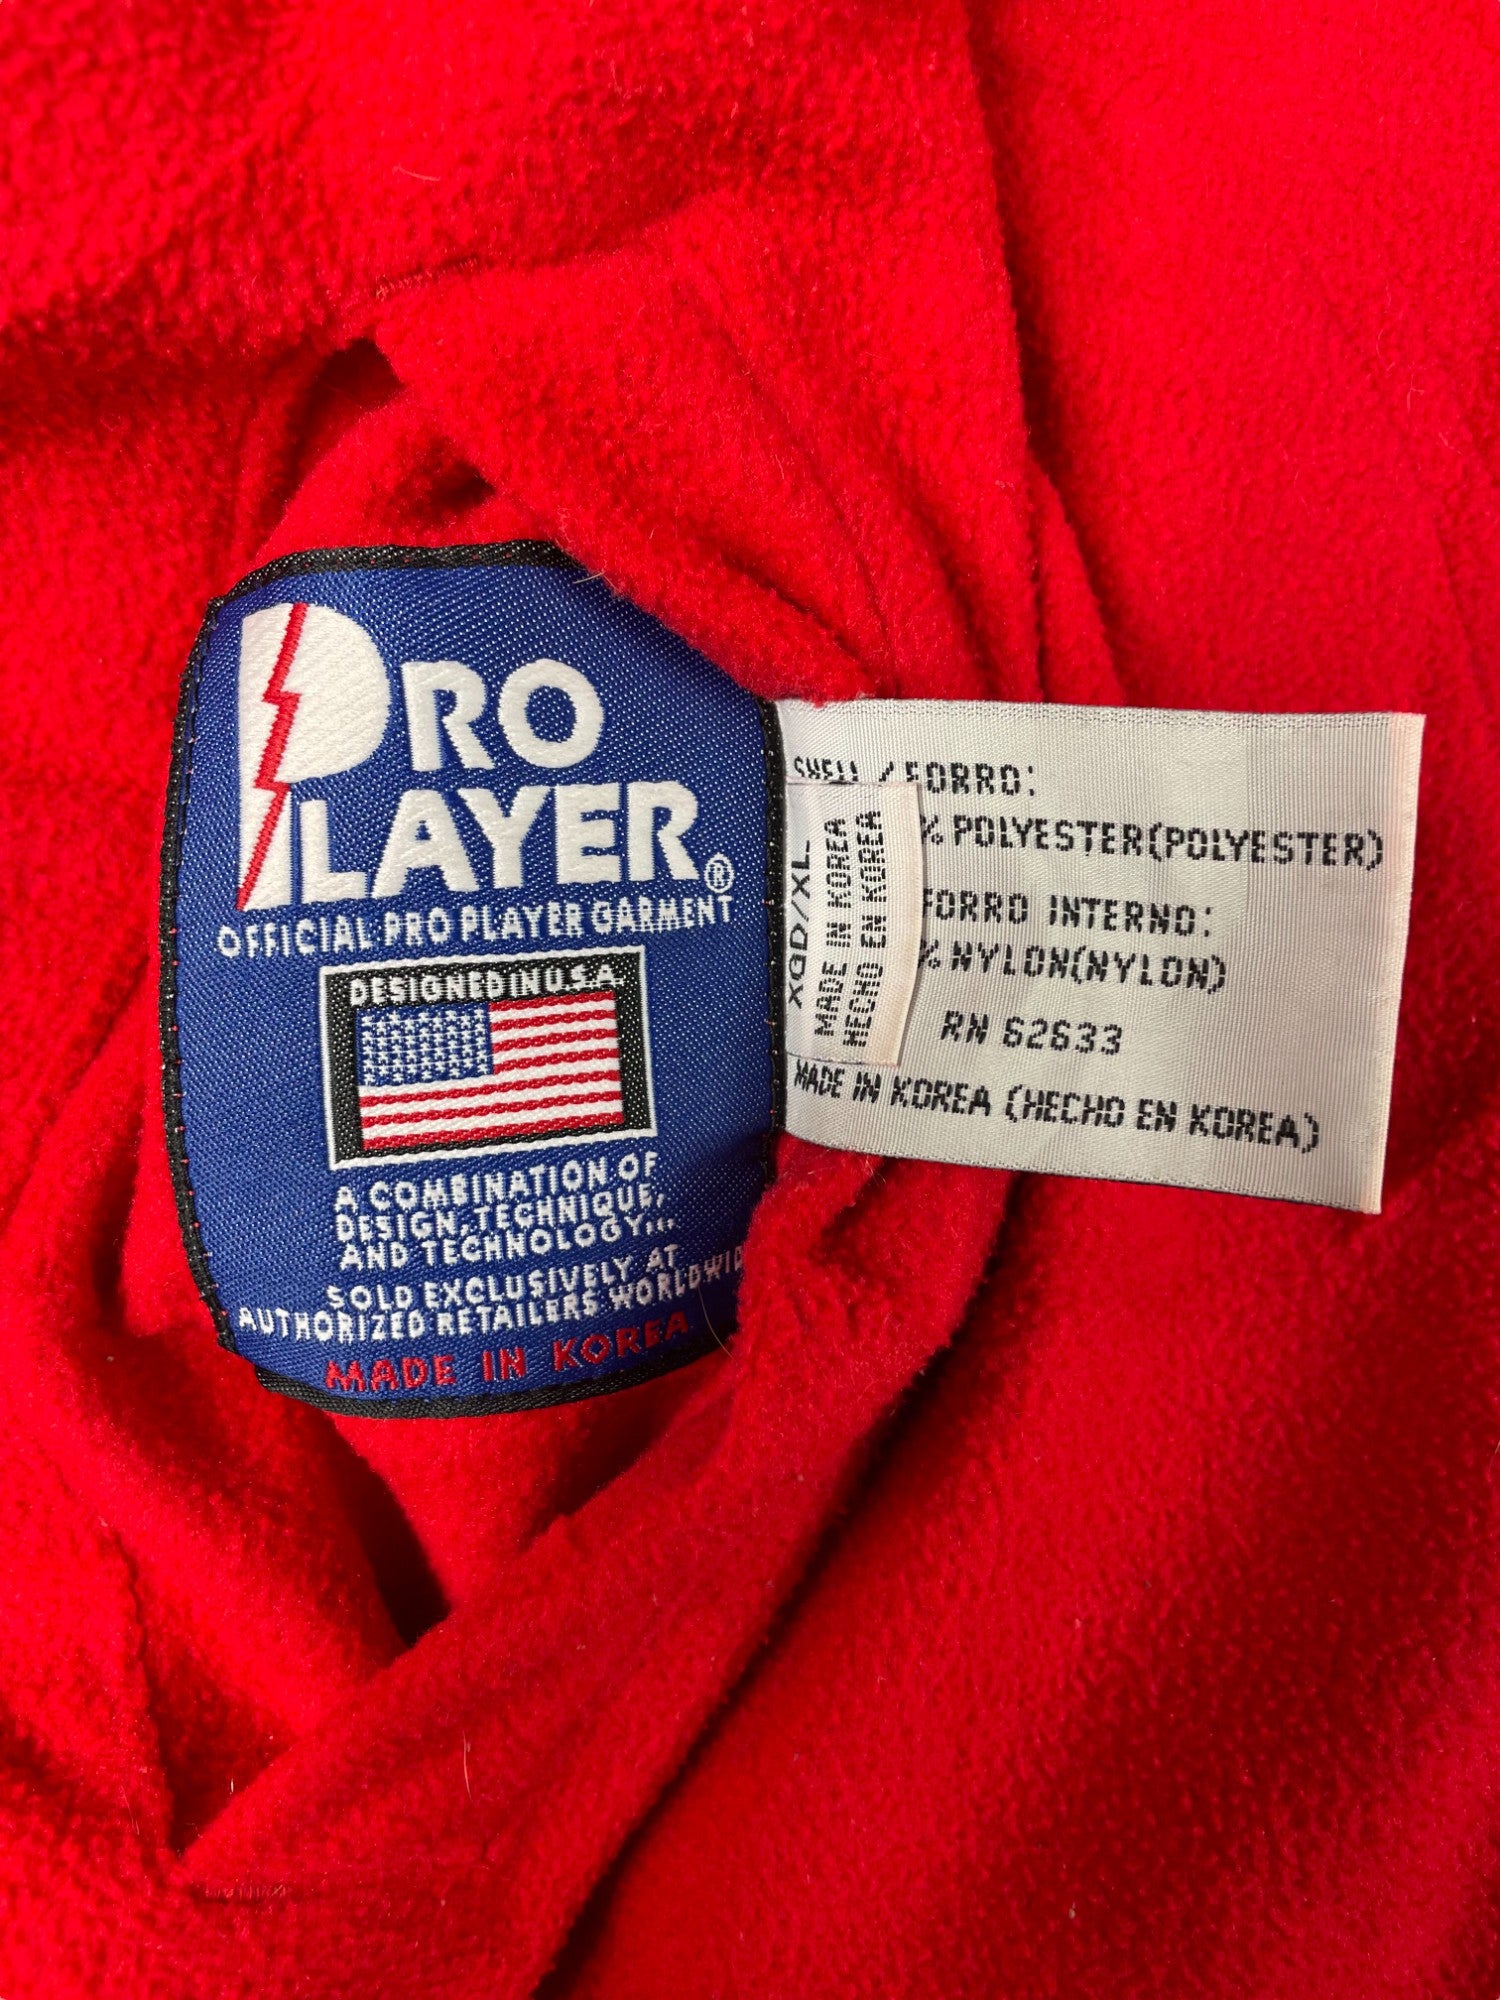 PRO
PLAYER®
OFFICIAL PRO PLAYER GARMENT
DESIGNED IN U.S.A.
A COMBINATION OF
DESIGN, TECHNIQUE,
AND TECHNOLOGY...
SOLD EXCLUSIVELY AT
AUTHORIZED RETAILERS WORLDWID
MADE IN KOREA
XGD/XL
MADE IN KOREA
HECHO EN KOREA
SHELL / FORRO:
% POLYESTER(POLYESTER)
FORRO INTERNO:
% NYLON(NYLON)
RN 62633
MADE IN KOREA (HECHO EN KOREA)